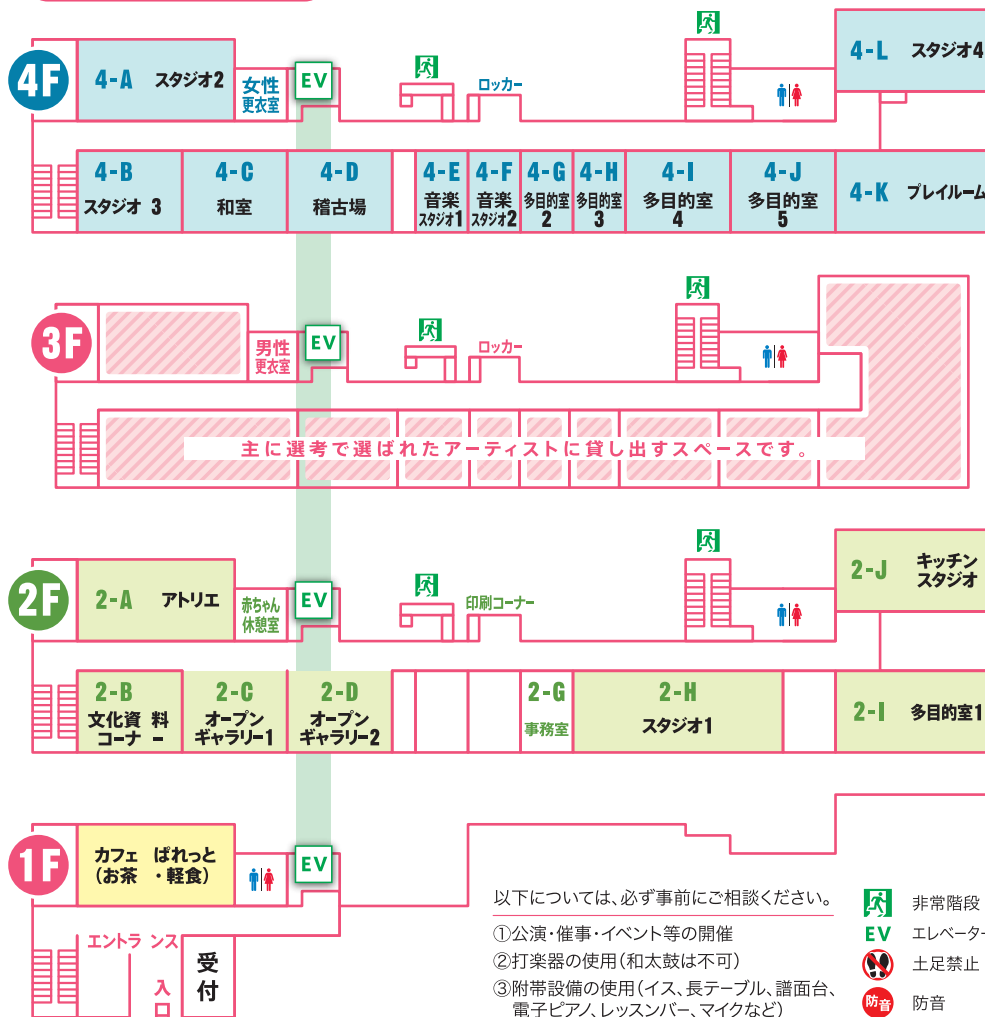 4F
4-A スタジオ2
女性
更衣室
EV
ロッカー
4-L スタジオ4
4-B
スタジオ 3
4-C
和室
4-D
稽古場
4-E
音楽
スタジオ1
4-F
音楽
スタジオ2
4-G
多目的室
2
4-H
多目的室
3
4-I
多目的室
4
4-J
多目的室
5
4-K プレイルーム
3F
男性
更衣室
EV
ロッカー
主に選考で選ばれたアーティストに貸し出すスペースです。
2F
2-A アトリエ
赤ちゃん
休憩室
EV
印刷コーナー
2-J キッチン
スタジオ
2-B
文化資 料
コーナ ー
2-C
オープン
ギャラリー1
2-D
オープン
ギャラリー2
2-G
事務室
2-H
スタジオ1
2-I 多目的室1
1F
カフェ ぱれっと
(お茶 ・軽食)
EV
エントラ ンス
入口
受付
以下については、必ず事前にご相談ください。
①公演・催事・イベント等の開催
②打楽器の使用(和太鼓は不可)
③附帯設備の使用(イス、長テーブル、譜面台、
電子ピアノ、レッスンバー、マイクなど)
非常階段
EV エレベーター
土足禁止
防音 防音